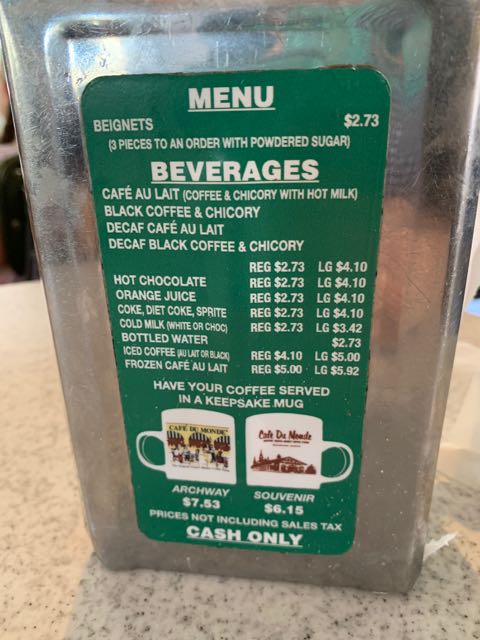 MENU
BEIGNETS $2.73
(3 PIECES TO AN ORDER WITH POWDERED SUGAR)
BEVERAGES
CAFÉ AU LAIT (COFFEE & CHICORY WITH HOT MILK)
BLACK COFFEE & CHICORY
DECAF CAFÉ AU LAIT
DECAF BLACK COFFEE & CHICORY
REG $2.73 LG $4.10
HOT CHOCOLATE REG $2.73 LG $4.10
ORANGE JUICE REG $2.73 LG $4.10
COKE, DIET COKE, SPRITE REG $2.73 LG $4.10
COLD MILK (WHITE OR CHOC) REG $2.73 LG $3.42
BOTTLED WATER $2.73
ICED COFFEE (AU LAIT OR BLACK) REG $4.10 LG $5.00
FROZEN CAFÉ AU LAIT REG $5.00 LG $5.92
HAVE YOUR COFFEE SERVED
IN A KEEPSAKE MUG
CAFÉ DU MONDE
Cafe Du Monde
ARCHWAY SOUVENIR
$7.53 $6.15
PRICES NOT INCLUDING SALES TAX
CASH ONLY